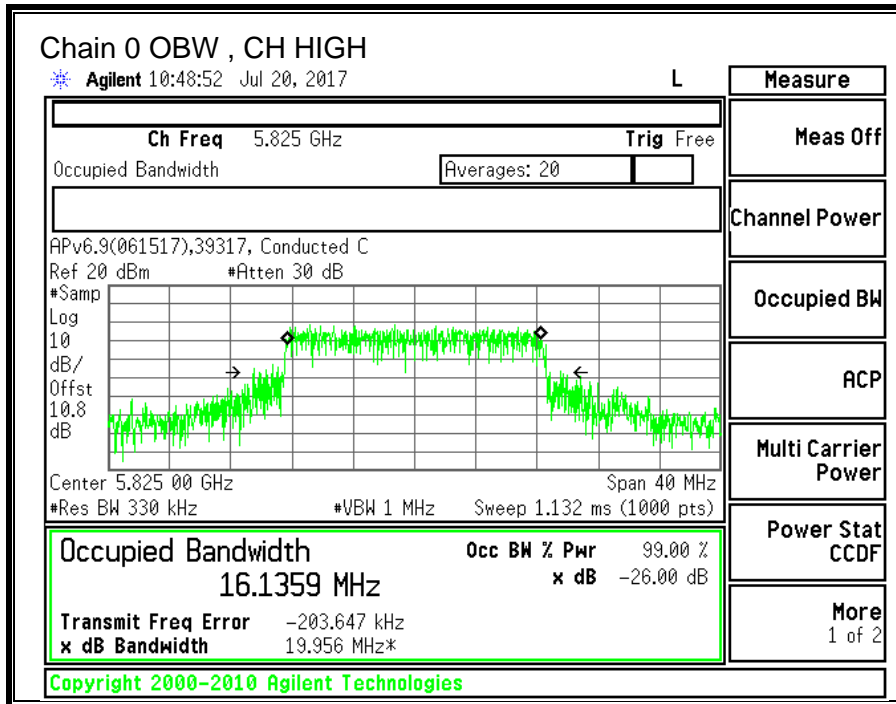 Chain 0 OBW , CH HIGH
Agilent 10:48:52 Jul 20, 2017 L
Measure
Ch Freq 5.825 GHz Trig Free
Occupied Bandwidth Averages: 20
APv6.9(061517),39317, Conducted C
Ref 20 dBm #Atten 30 dB
#Samp
Log
10
dB/
Offst
10.8
dB
Center 5.825 00 GHz Span 40 MHz
#Res BW 330 kHz #VBW 1 MHz Sweep 1.132 ms (1000 pts)
Occupied Bandwidth Occ BW % Pwr 99.00 %
16.1359 MHz x dB -26.00 dB
Transmit Freq Error -203.647 kHz
x dB Bandwidth 19.956 MHz*
Meas Off
Channel Power
Occupied BW
ACP
Multi Carrier
Power
Power Stat
CCDF
More
1 of 2
Copyright 2000-2010 Agilent Technologies